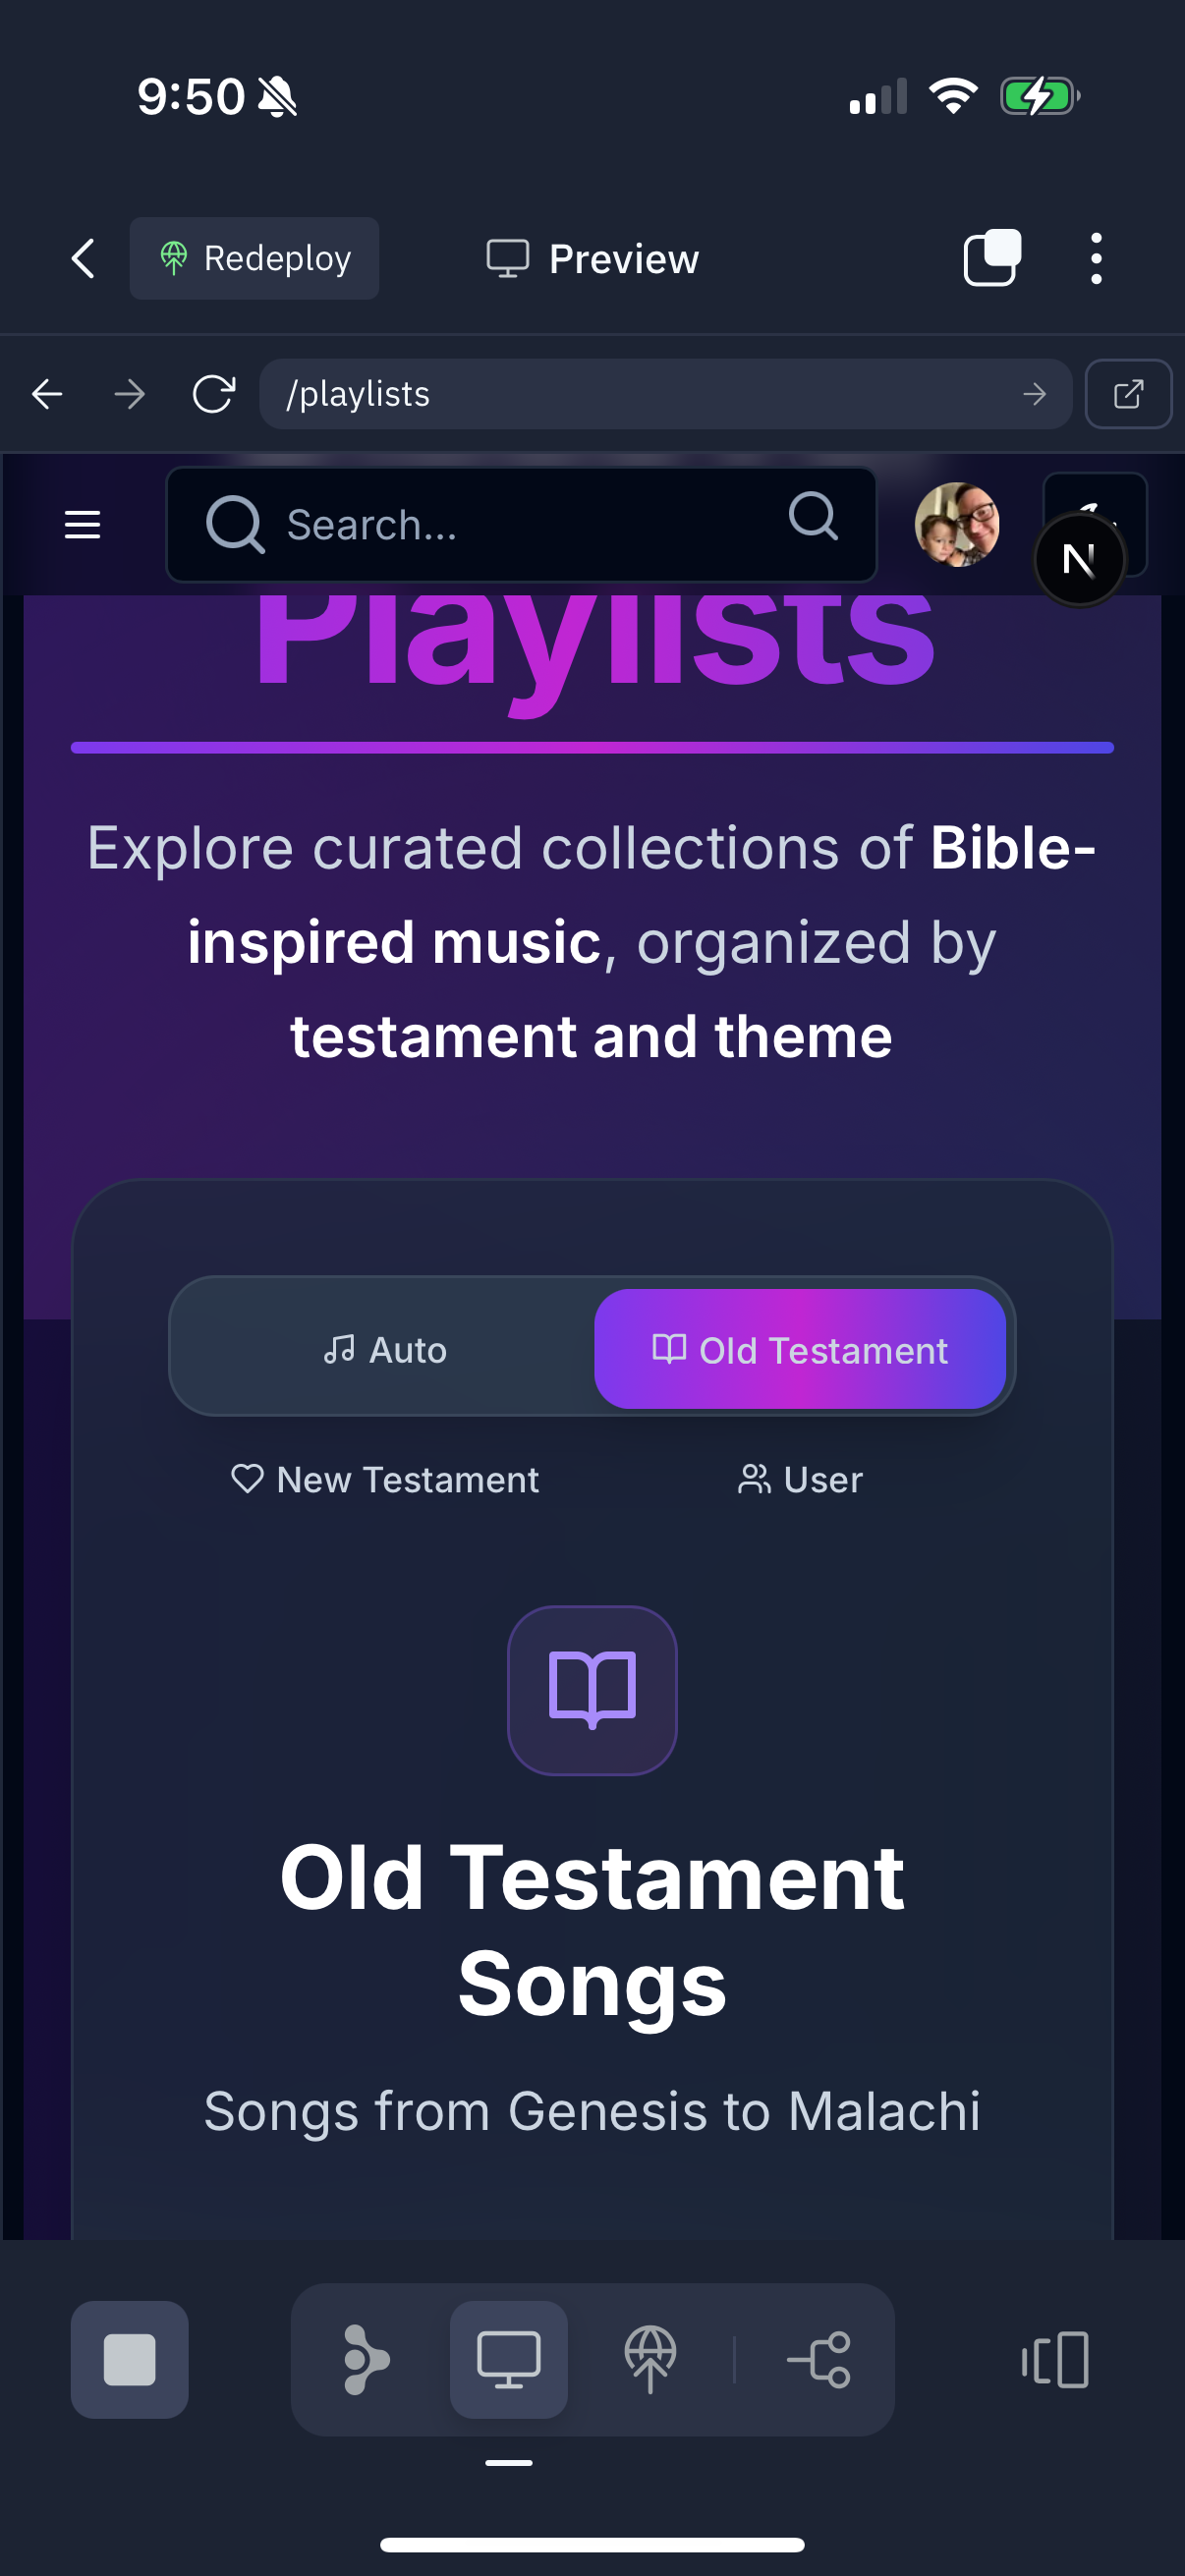 9:50
Redeploy
Preview
/playlists
Search...
N
Playlists
Explore curated collections of Bible-
inspired music, organized by
testament and theme
Auto
Old Testament
New Testament
User
Old Testament
Songs
Songs from Genesis to Malachi